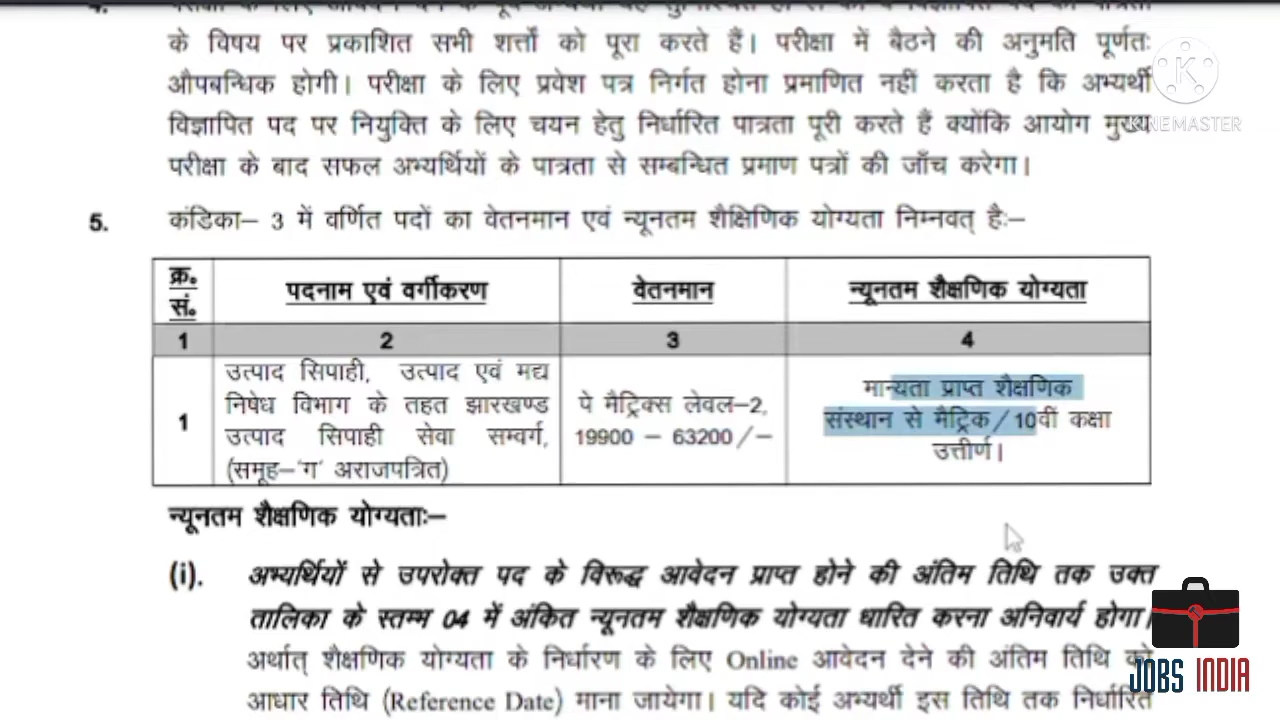 के विषय पर प्रकाशित सभी शर्त्तों को पूरा करते हैं। परीक्षा में बैठने की अनुमति पूर्णतः
औपबन्धिक होगी। परीक्षा के लिए प्रवेश पत्र निर्गत होना प्रमाणित नहीं करता है कि अभ्यर्थी
विज्ञापित पद पर नियुक्ति के लिए चयन हेतु निर्धारित पात्रता पूरी करते हैं क्योंकि आयोग मुख्य
परीक्षा के बाद सफल अभ्यर्थियों के पात्रता से सम्बन्धित प्रमाण पत्रों की जाँच करेगा।
K
KINEMASTER
5. कंडिका– 3 में वर्णित पदों का वेतनमान एवं न्यूनतम शैक्षिणिक योग्यता निम्नवत् हैः–
क्र. सं. पदनाम एवं वर्गीकरण वेतनमान न्यूनतम शैक्षणिक योग्यता
1 2 3 4
उत्पाद सिपाही, उत्पाद एवं मद्य
निषेध विभाग के तहत झारखण्ड
उत्पाद सिपाही सेवा सम्वर्ग,
(समूह–'ग' अराजपत्रित)
1
पे मैट्रिक्स लेवल–2,
19900 – 63200/–
मान्यता प्राप्त शैक्षणिक
संस्थान से मैट्रिक/10वीं कक्षा
उत्तीर्ण।
न्यूनतम शैक्षणिक योग्यताः–
(i). अभ्यर्थियों से उपरोक्त पद के विरूद्ध आवेदन प्राप्त होने की अंतिम तिथि तक उक्त
तालिका के स्तम्भ 04 में अंकित न्यूनतम शैक्षणिक योग्यता धारित करना अनिवार्य होगा।
अर्थात् शैक्षणिक योग्यता के निर्धारण के लिए Online आवेदन देने की अंतिम तिथि को
आधार तिथि (Reference Date) माना जायेगा। यदि कोई अभ्यर्थी इस तिथि तक निर्धारित
JOBS INDIA